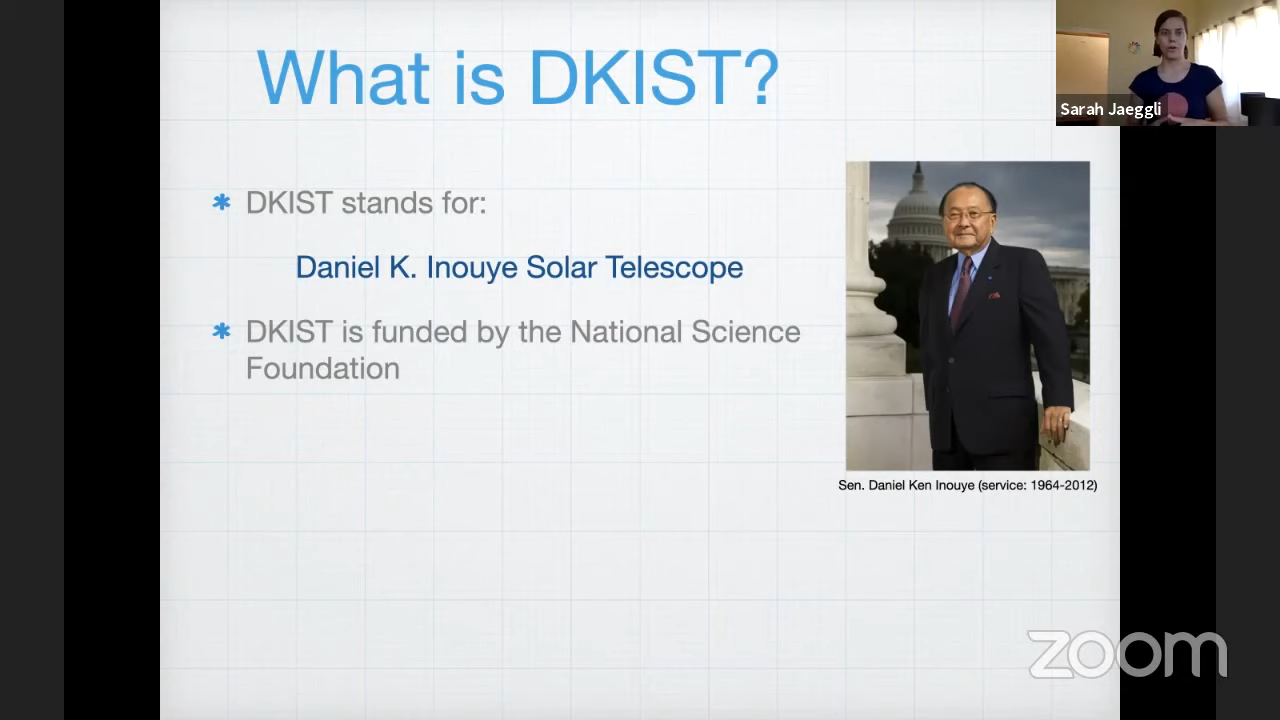 What is DKIST?
Sarah Jaeggli
* DKIST stands for:
Daniel K. Inouye Solar Telescope
* DKIST is funded by the National Science
Foundation
Sen. Daniel Ken Inouye (service: 1964-2012)
zoom